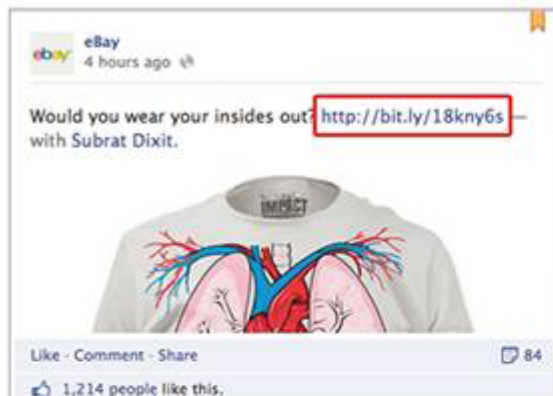 ebay
eBay
4 hours ago
Would you wear your insides out? http://bit.ly/18kny6s —
with Subrat Dixit.
IMPACT
Like · Comment · Share
84
1,214 people like this.